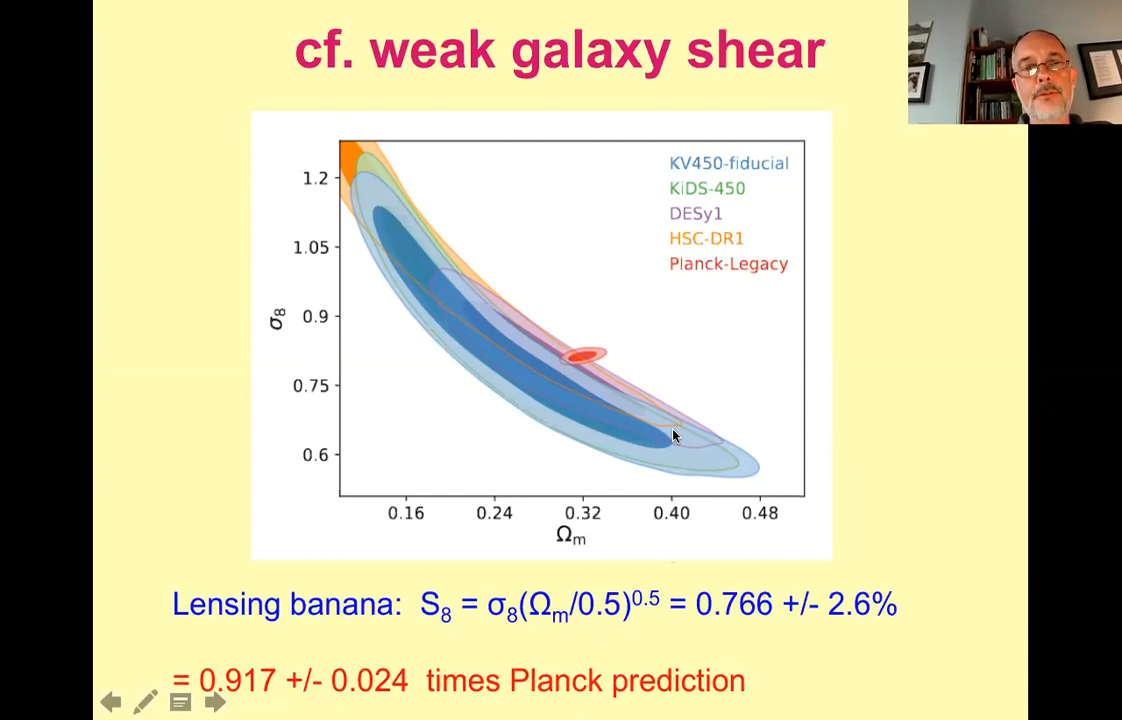 cf. weak galaxy shear
KV450-fiducial
KiDS-450
DESy1
HSC-DR1
Planck-Legacy
1.2
1.05
0.9
0.75
0.6
σ8
0.16 0.24 0.32 0.40 0.48
Ωm
Lensing banana: S8 = σ8(Ωm/0.5)^0.5 = 0.766 +/- 2.6%
= 0.917 +/- 0.024 times Planck prediction